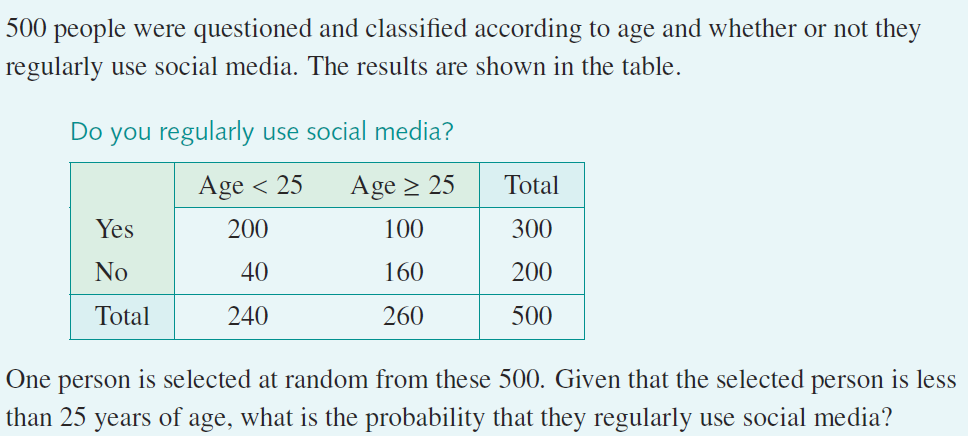 500 people were questioned and classified according to age and whether or not they
regularly use social media. The results are shown in the table.
Do you regularly use social media?
Age < 25 Age ≥ 25 Total
Yes 200 100 300
No 40 160 200
Total 240 260 500
One person is selected at random from these 500. Given that the selected person is less
than 25 years of age, what is the probability that they regularly use social media?